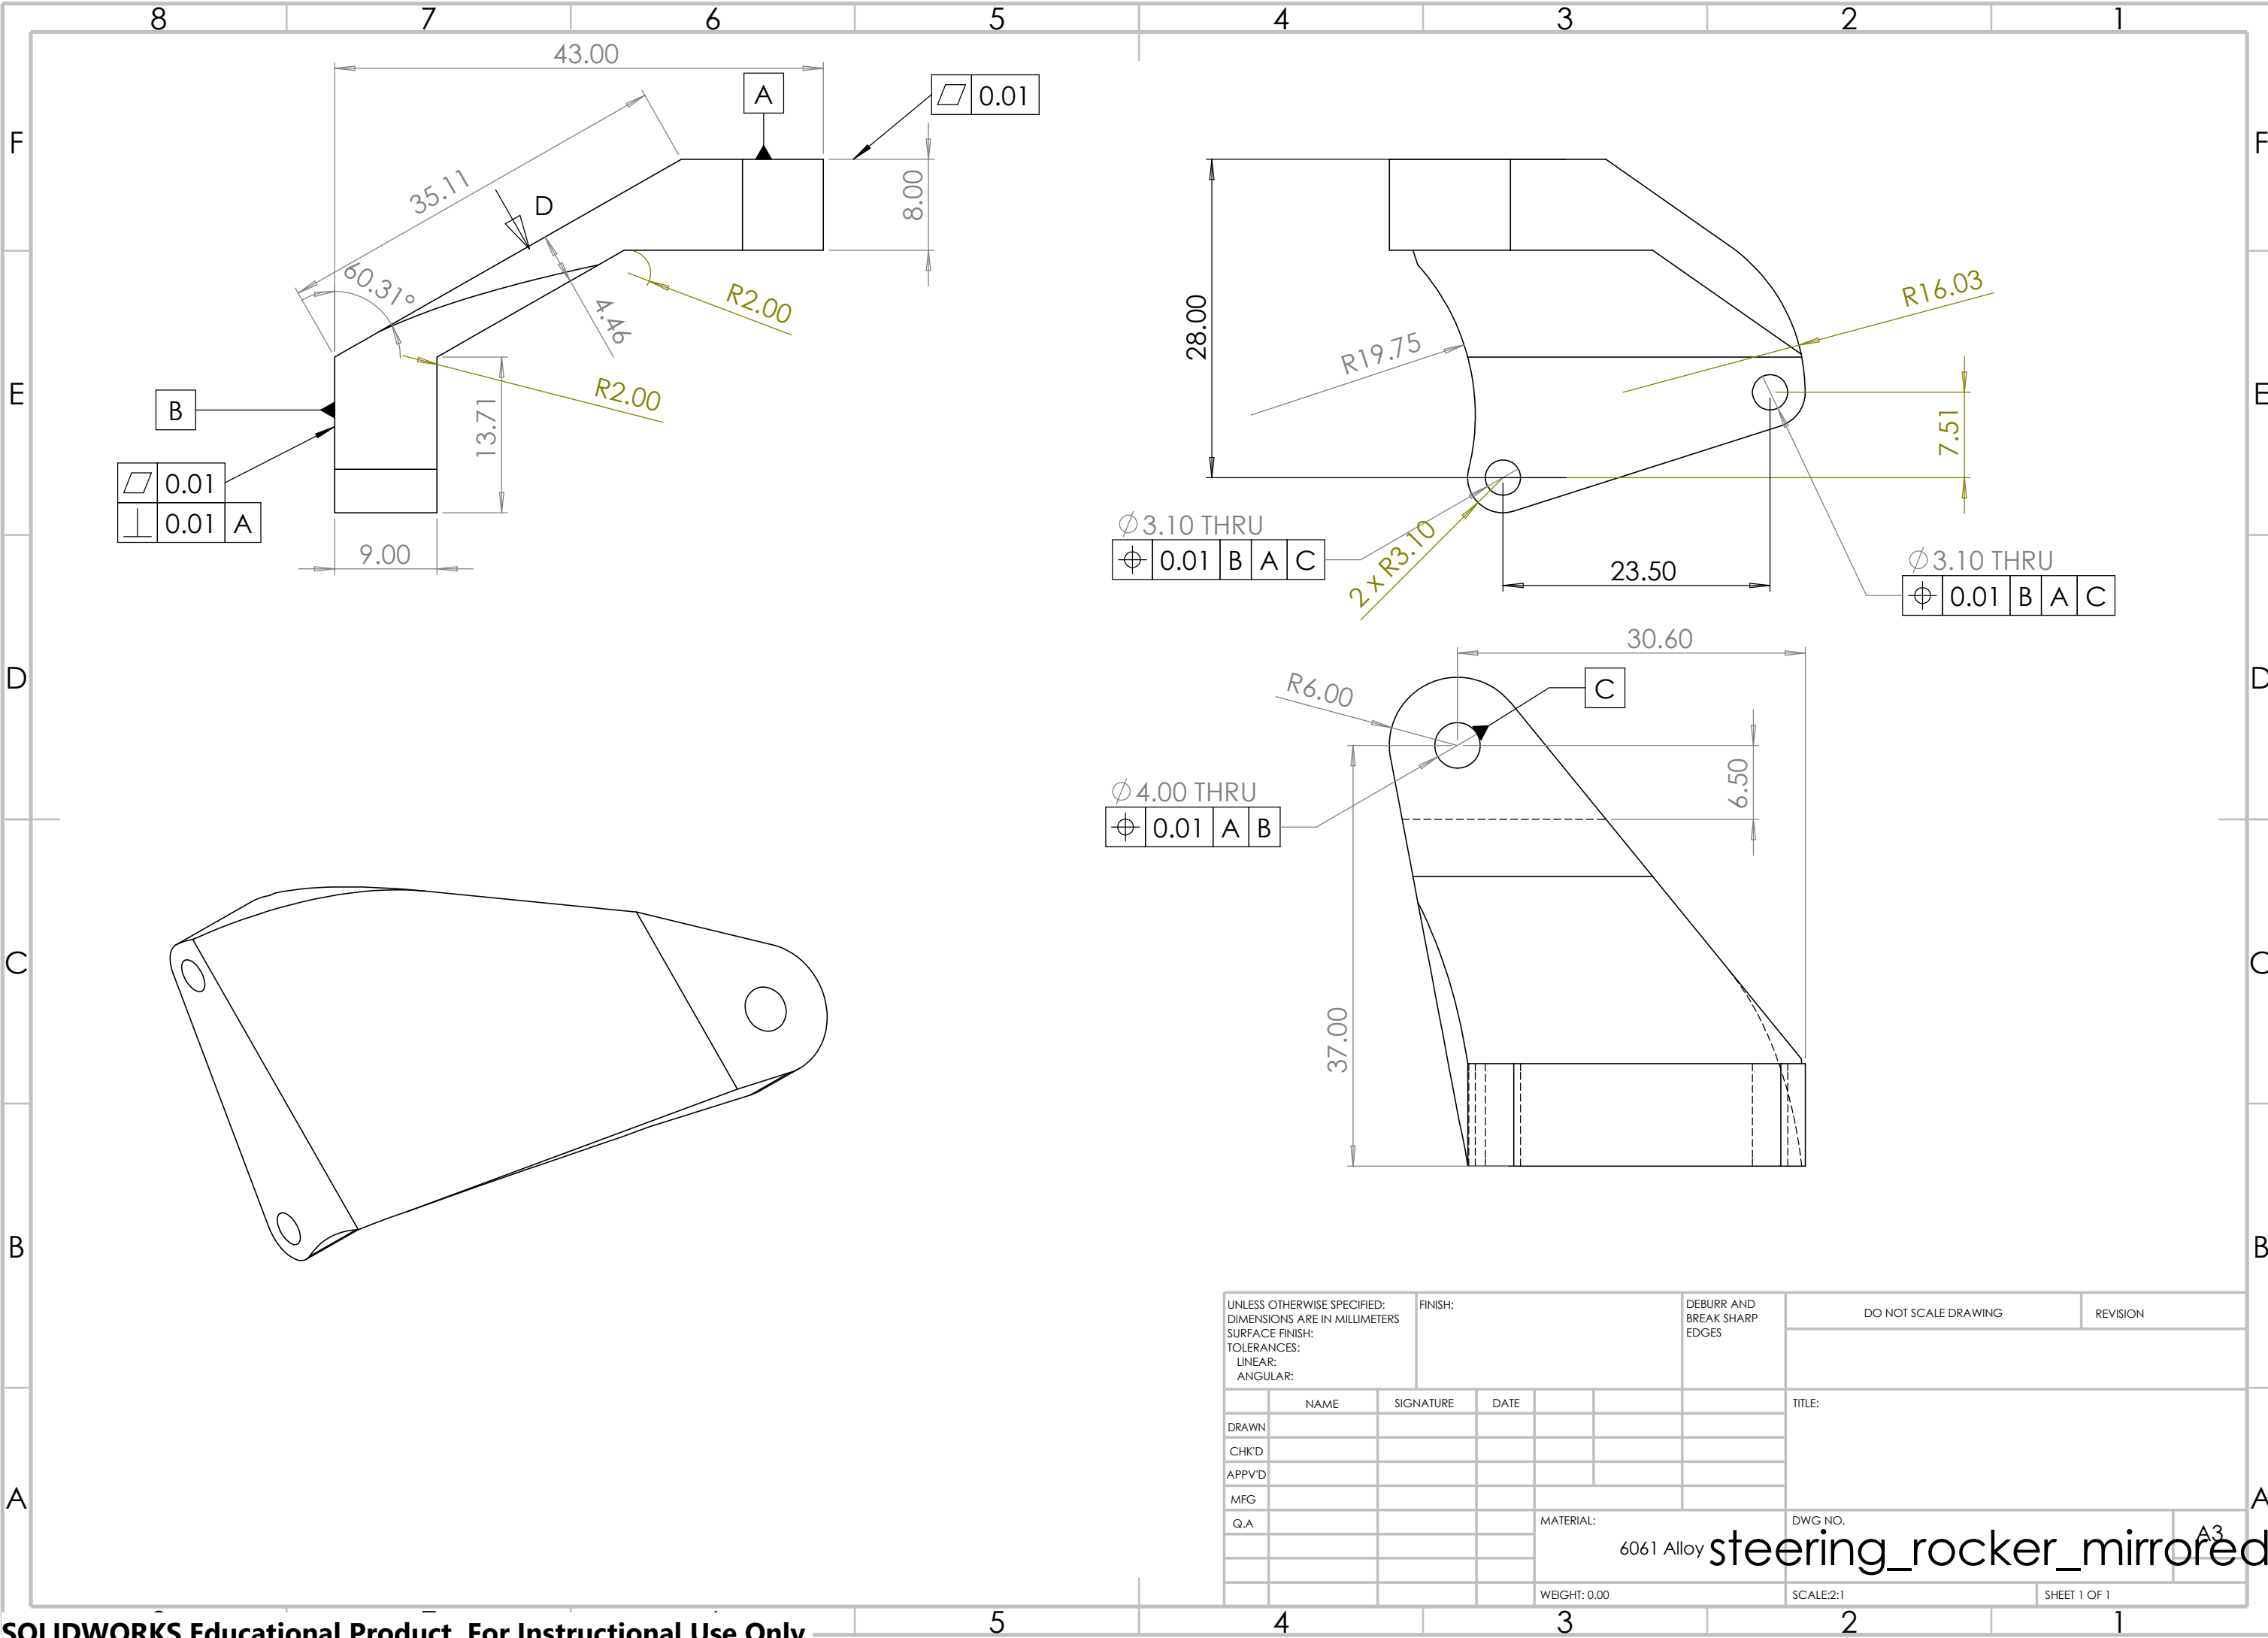 8 7 6 5 4 3 2 1
F
E
D
C
B
A
43.00
A
⏥ 0.01
35.11
D
8.00
60.31°
4.46
R2.00
R2.00
B
13.71
⏥ 0.01
⟂ 0.01 A
9.00
28.00
R19.75
R16.03
7.51
∅3.10 THRU
⌖ 0.01 B A C
2 x R3.10
23.50
∅3.10 THRU
⌖ 0.01 B A C
30.60
R6.00
C
∅4.00 THRU
⌖ 0.01 A B
6.50
37.00
F
E
D
C
B
A
UNLESS OTHERWISE SPECIFIED:
DIMENSIONS ARE IN MILLIMETERS
SURFACE FINISH:
TOLERANCES:
LINEAR:
ANGULAR:
FINISH:
DEBURR AND
BREAK SHARP
EDGES
DO NOT SCALE DRAWING
REVISION
NAME SIGNATURE DATE
TITLE:
DRAWN
CHK'D
APPV'D
MFG
Q.A
MATERIAL:
6061 Alloy
DWG NO.
steering_rocker_mirrored
A3
WEIGHT: 0.00
SCALE:2:1
SHEET 1 OF 1
5 4 3 2 1
SOLIDWORKS Educational Product. For Instructional Use Only.